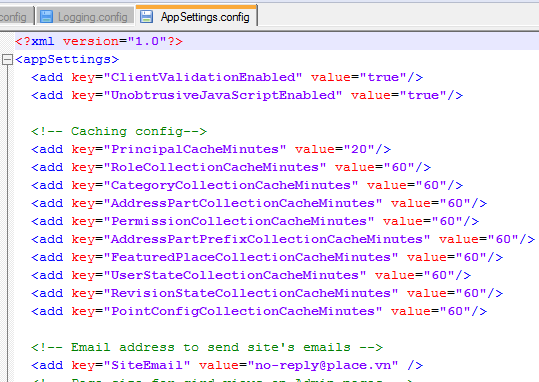 config Logging.config AppSettings.config
<?xml version="1.0"?>
<appSettings>
<add key="ClientValidationEnabled" value="true"/>
<add key="UnobtrusiveJavaScriptEnabled" value="true"/>
<!-- Caching config-->
<add key="PrincipalCacheMinutes" value="20"/>
<add key="RoleCollectionCacheMinutes" value="60"/>
<add key="CategoryCollectionCacheMinutes" value="60"/>
<add key="AddressPartCollectionCacheMinutes" value="60"/>
<add key="PermissionCollectionCacheMinutes" value="60"/>
<add key="AddressPartPrefixCollectionCacheMinutes" value="60"/>
<add key="FeaturedPlaceCollectionCacheMinutes" value="60"/>
<add key="UserStateCollectionCacheMinutes" value="60"/>
<add key="RevisionStateCollectionCacheMinutes" value="60"/>
<add key="PointConfigCollectionCacheMinutes" value="60"/>
<!-- Email address to send site's emails -->
<add key="SiteEmail" value="no-reply@place.vn" />